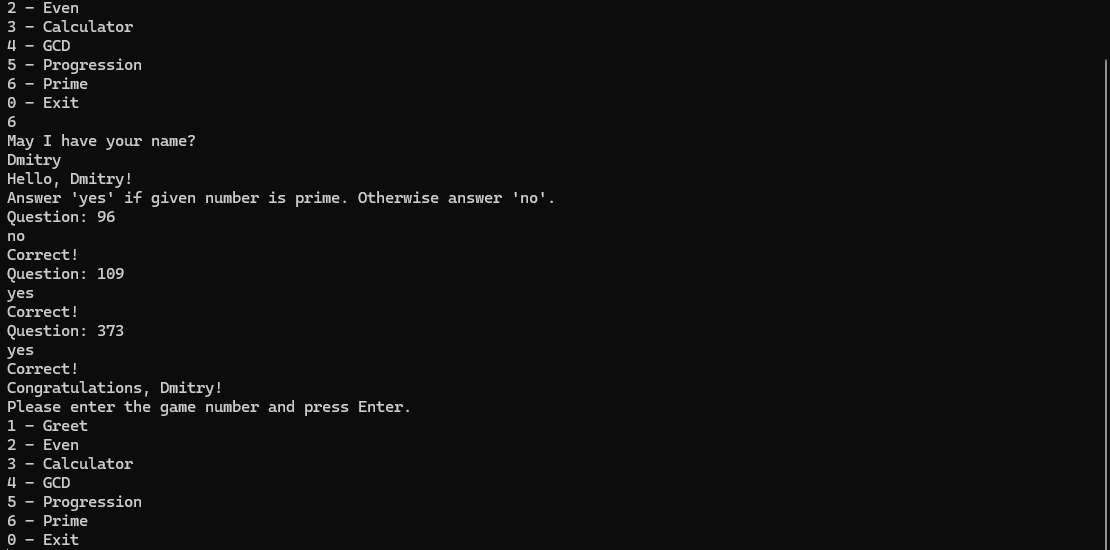 2 - Even
3 - Calculator
4 - GCD
5 - Progression
6 - Prime
0 - Exit
6
May I have your name?
Dmitry
Hello, Dmitry!
Answer 'yes' if given number is prime. Otherwise answer 'no'.
Question: 96
no
Correct!
Question: 109
yes
Correct!
Question: 373
yes
Correct!
Congratulations, Dmitry!
Please enter the game number and press Enter.
1 - Greet
2 - Even
3 - Calculator
4 - GCD
5 - Progression
6 - Prime
0 - Exit